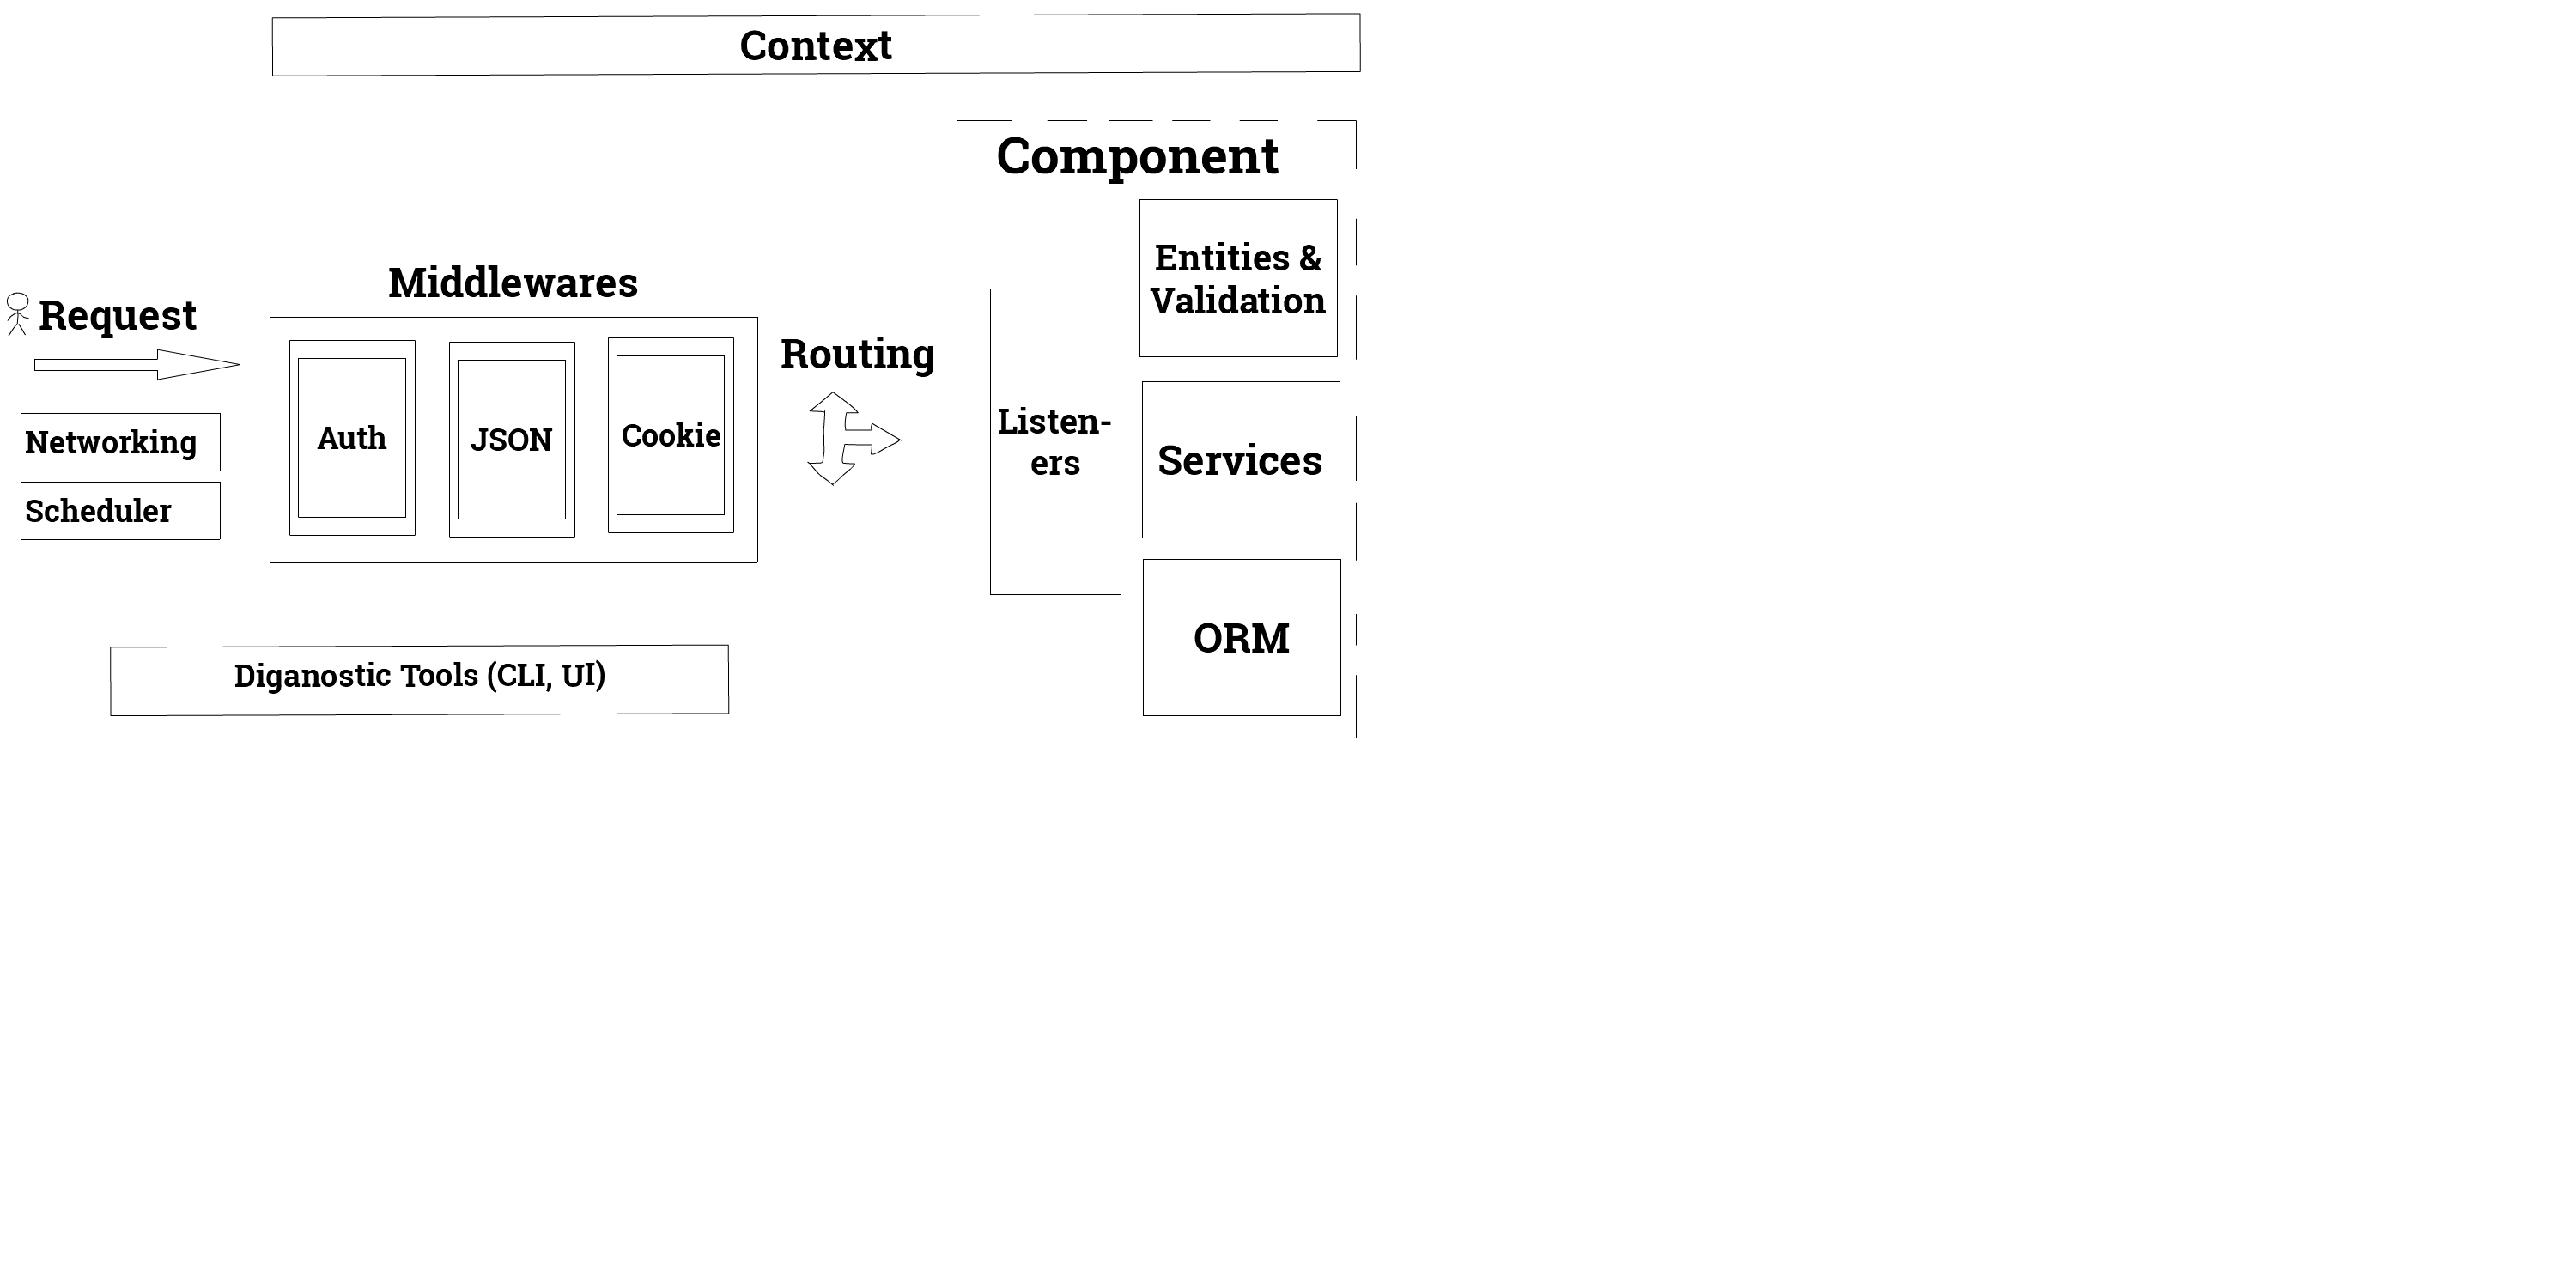 Context
Component
Entities &
Validation
Middlewares
Request
Routing
Listen-
ers
Auth
JSON
Cookie
Networking
Services
Scheduler
ORM
Diganostic Tools (CLI, UI)